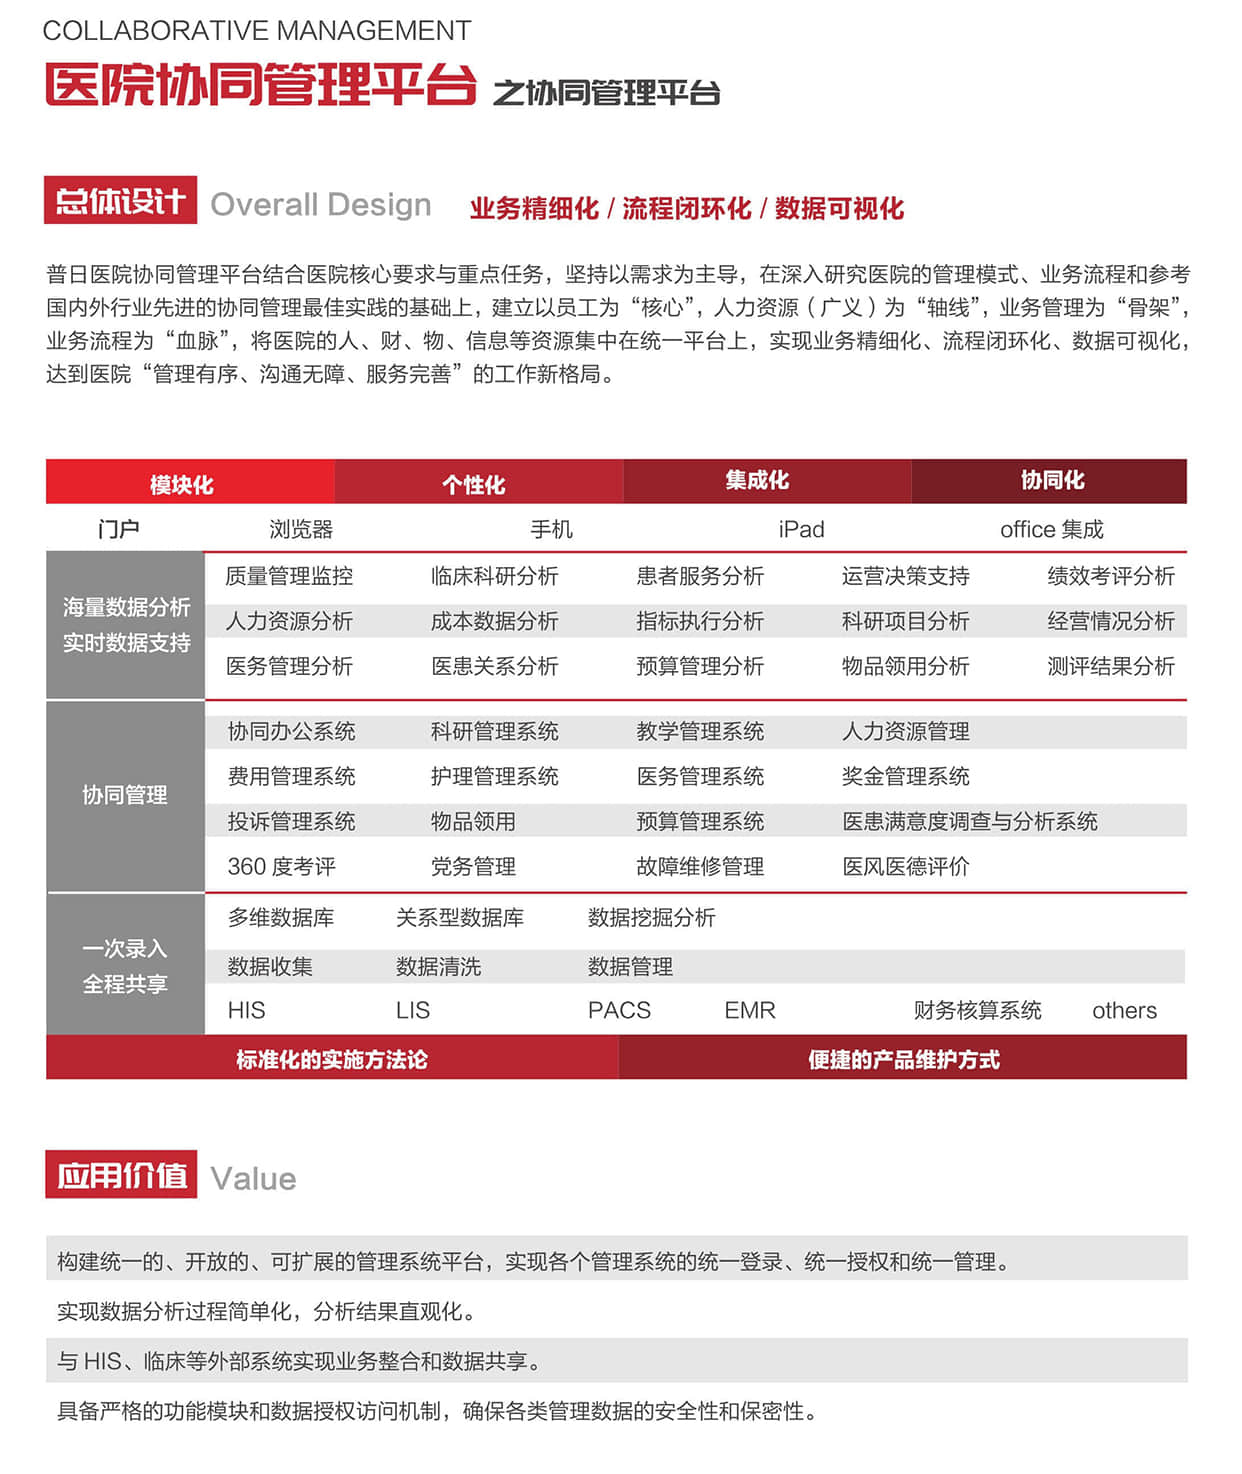 COLLABORATIVE MANAGEMENT
医院协同管理平台 之协同管理平台
总体设计 Overall Design 业务精细化 / 流程闭环化 / 数据可视化
普日医院协同管理平台结合医院核心要求与重点任务，坚持以需求为主导，在深入研究医院的管理模式、业务流程和参考
国内外行业先进的协同管理最佳实践的基础上，建立以员工为“核心”，人力资源（广义）为“轴线”，业务管理为“骨架”，
业务流程为“血脉”，将医院的人、财、物、信息等资源集中在统一平台上，实现业务精细化、流程闭环化、数据可视化，
达到医院“管理有序、沟通无障、服务完善”的工作新格局。
模块化 个性化 集成化 协同化
门户 浏览器 手机 iPad office 集成
海量数据分析
实时数据支持
质量管理监控 临床科研分析 患者服务分析 运营决策支持 绩效考评分析
人力资源分析 成本数据分析 指标执行分析 科研项目分析 经营情况分析
医务管理分析 医患关系分析 预算管理分析 物品领用分析 测评结果分析
协同管理
协同办公系统 科研管理系统 教学管理系统 人力资源管理
费用管理系统 护理管理系统 医务管理系统 奖金管理系统
投诉管理系统 物品领用 预算管理系统 医患满意度调查与分析系统
360 度考评 党务管理 故障维修管理 医风医德评价
一次录入
全程共享
多维数据库 关系型数据库 数据挖掘分析
数据收集 数据清洗 数据管理
HIS LIS PACS EMR 财务核算系统 others
标准化的实施方法论 便捷的产品维护方式
应用价值 Value
构建统一的、开放的、可扩展的管理系统平台，实现各个管理系统的统一登录、统一授权和统一管理。
实现数据分析过程简单化，分析结果直观化。
与 HIS、临床等外部系统实现业务整合和数据共享。
具备严格的功能模块和数据授权访问机制，确保各类管理数据的安全性和保密性。